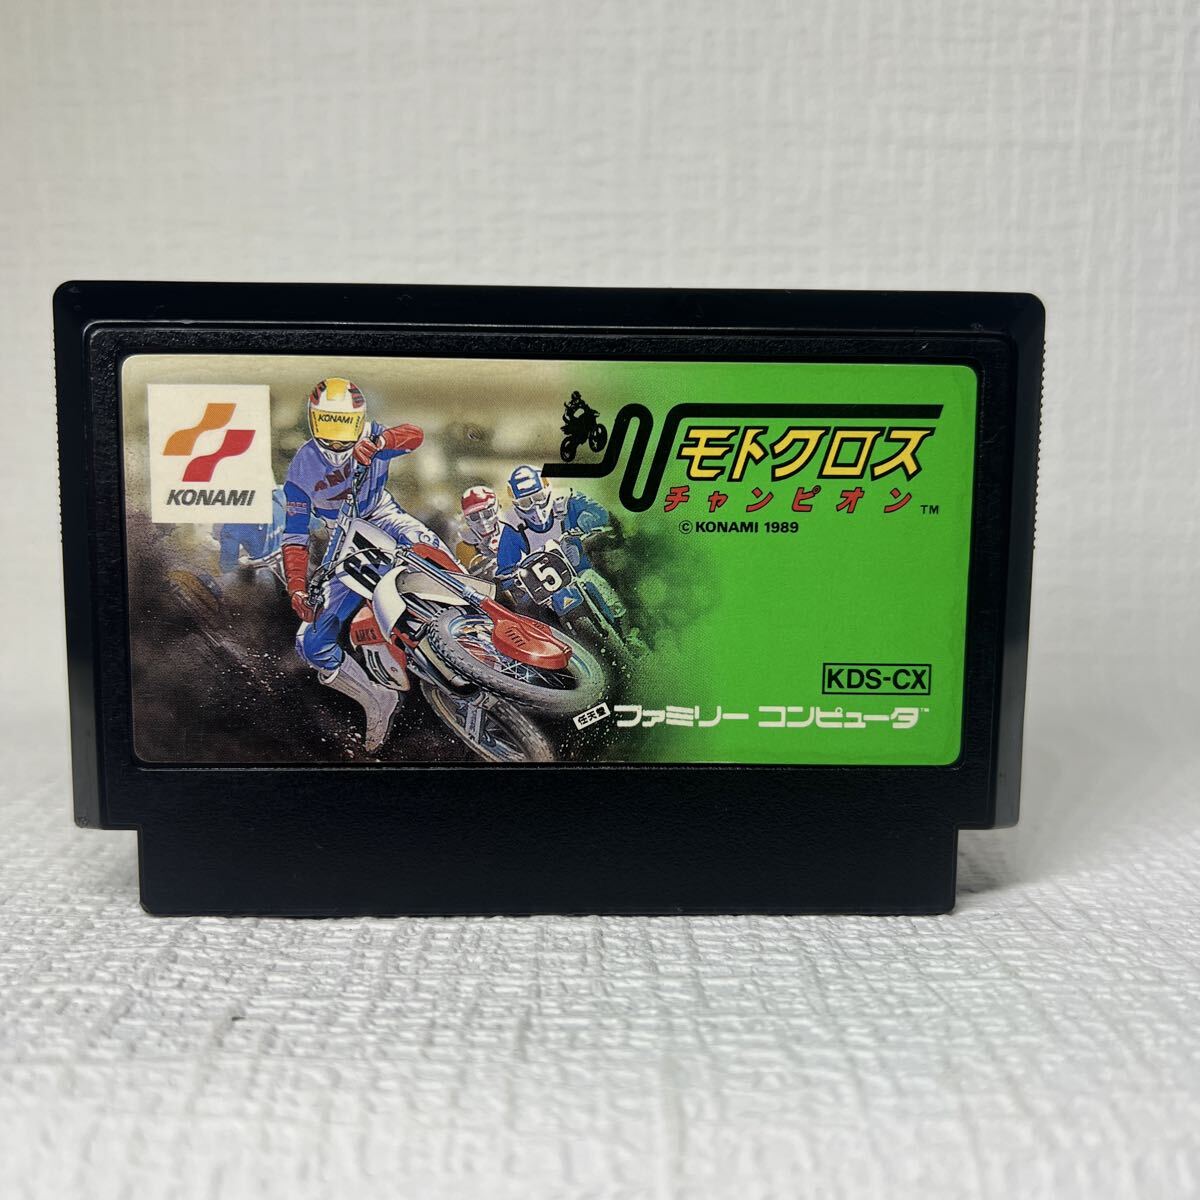 KONAMI
KONAMI
64
5
モトクロス
チャンピオン™
© KONAMI 1989
KDS-CX
任天堂 ファミリー コンピュータ™